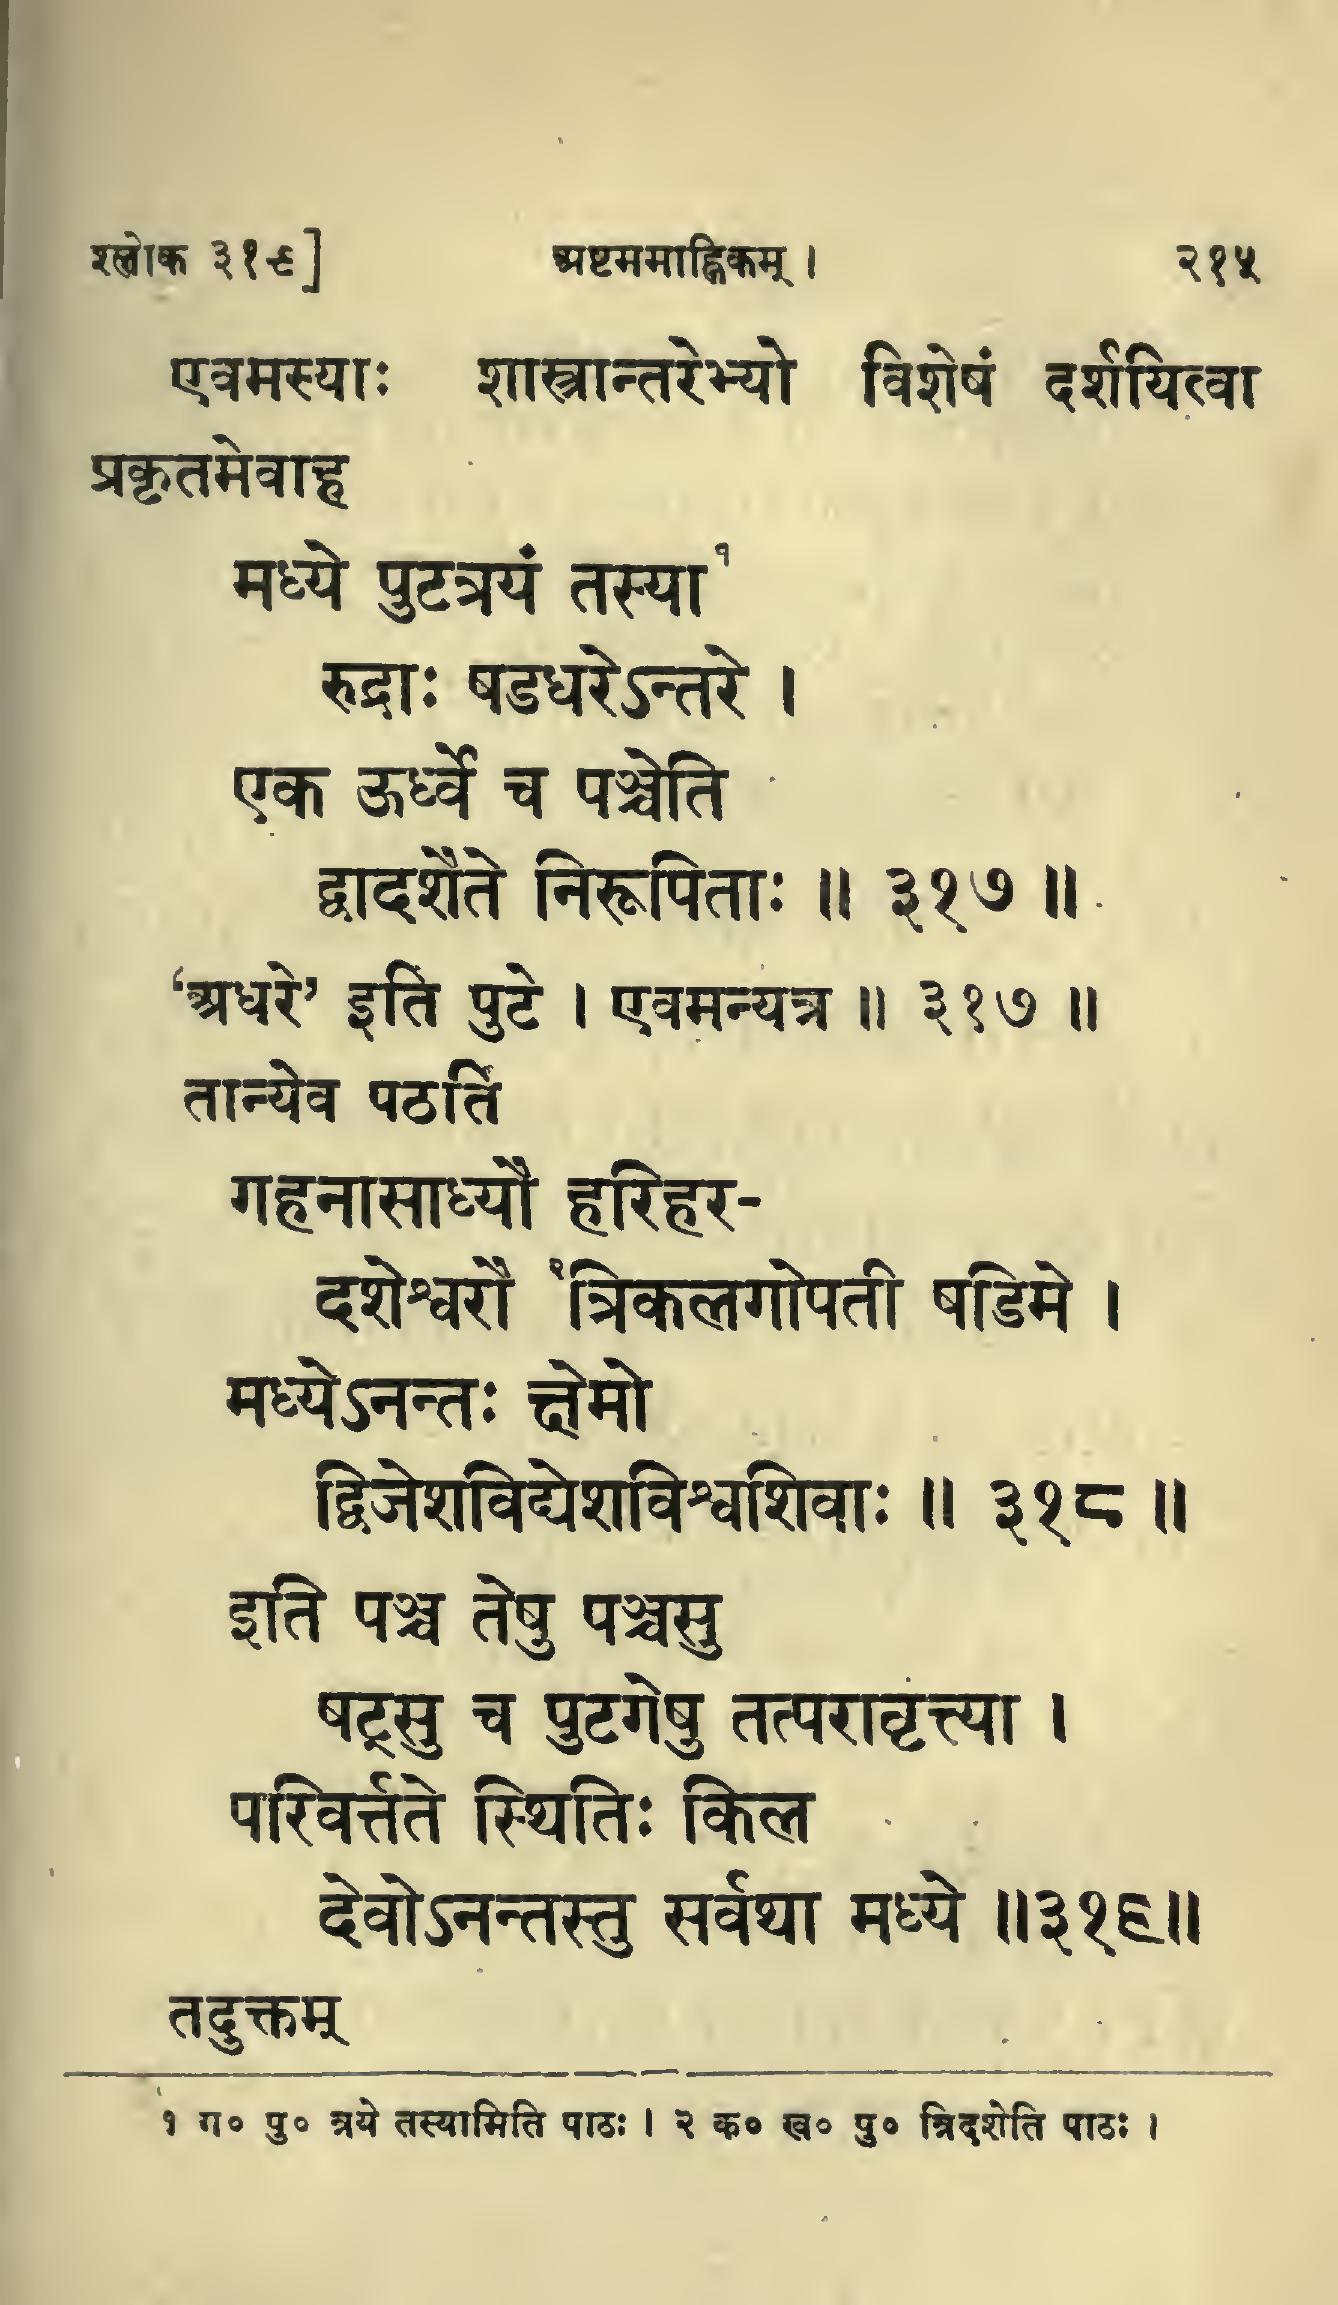 श्लोक ३१९] अष्टममाह्निकम् । २१५
एवमस्याः शास्त्रान्तरेभ्यो विशेषं दर्शयित्वा
प्रकृतमेवाह
मध्ये पुटत्रयं तस्या१
रुद्राः षडधरेऽन्तरे ।
एक ऊर्ध्वे च पञ्चेति
द्वादशैते निरूपिताः ॥ ३१७ ॥
‘अधरे’ इति पुटे । एवमन्यत्र ॥ ३१७ ॥
तान्येव पठति
गहनासाध्यौ हरिहर-
दशेश्वरौ २त्रिकलगोपती षडिमे ।
मध्येऽनन्तः क्षेमो
द्विजेशविद्येशविश्वशिवाः ॥ ३१८ ॥
इति पञ्च तेषु पञ्चसु
षट्सु च पुटगेषु तत्परावृत्त्या ।
परिवर्त्तते स्थितिः किल
देवोऽनन्तस्तु सर्वथा मध्ये ॥३१९॥
तदुक्तम्
१ ग० पु० त्रये तस्यामिति पाठः । २ क० ख० पु० त्रिदशेति पाठः ।